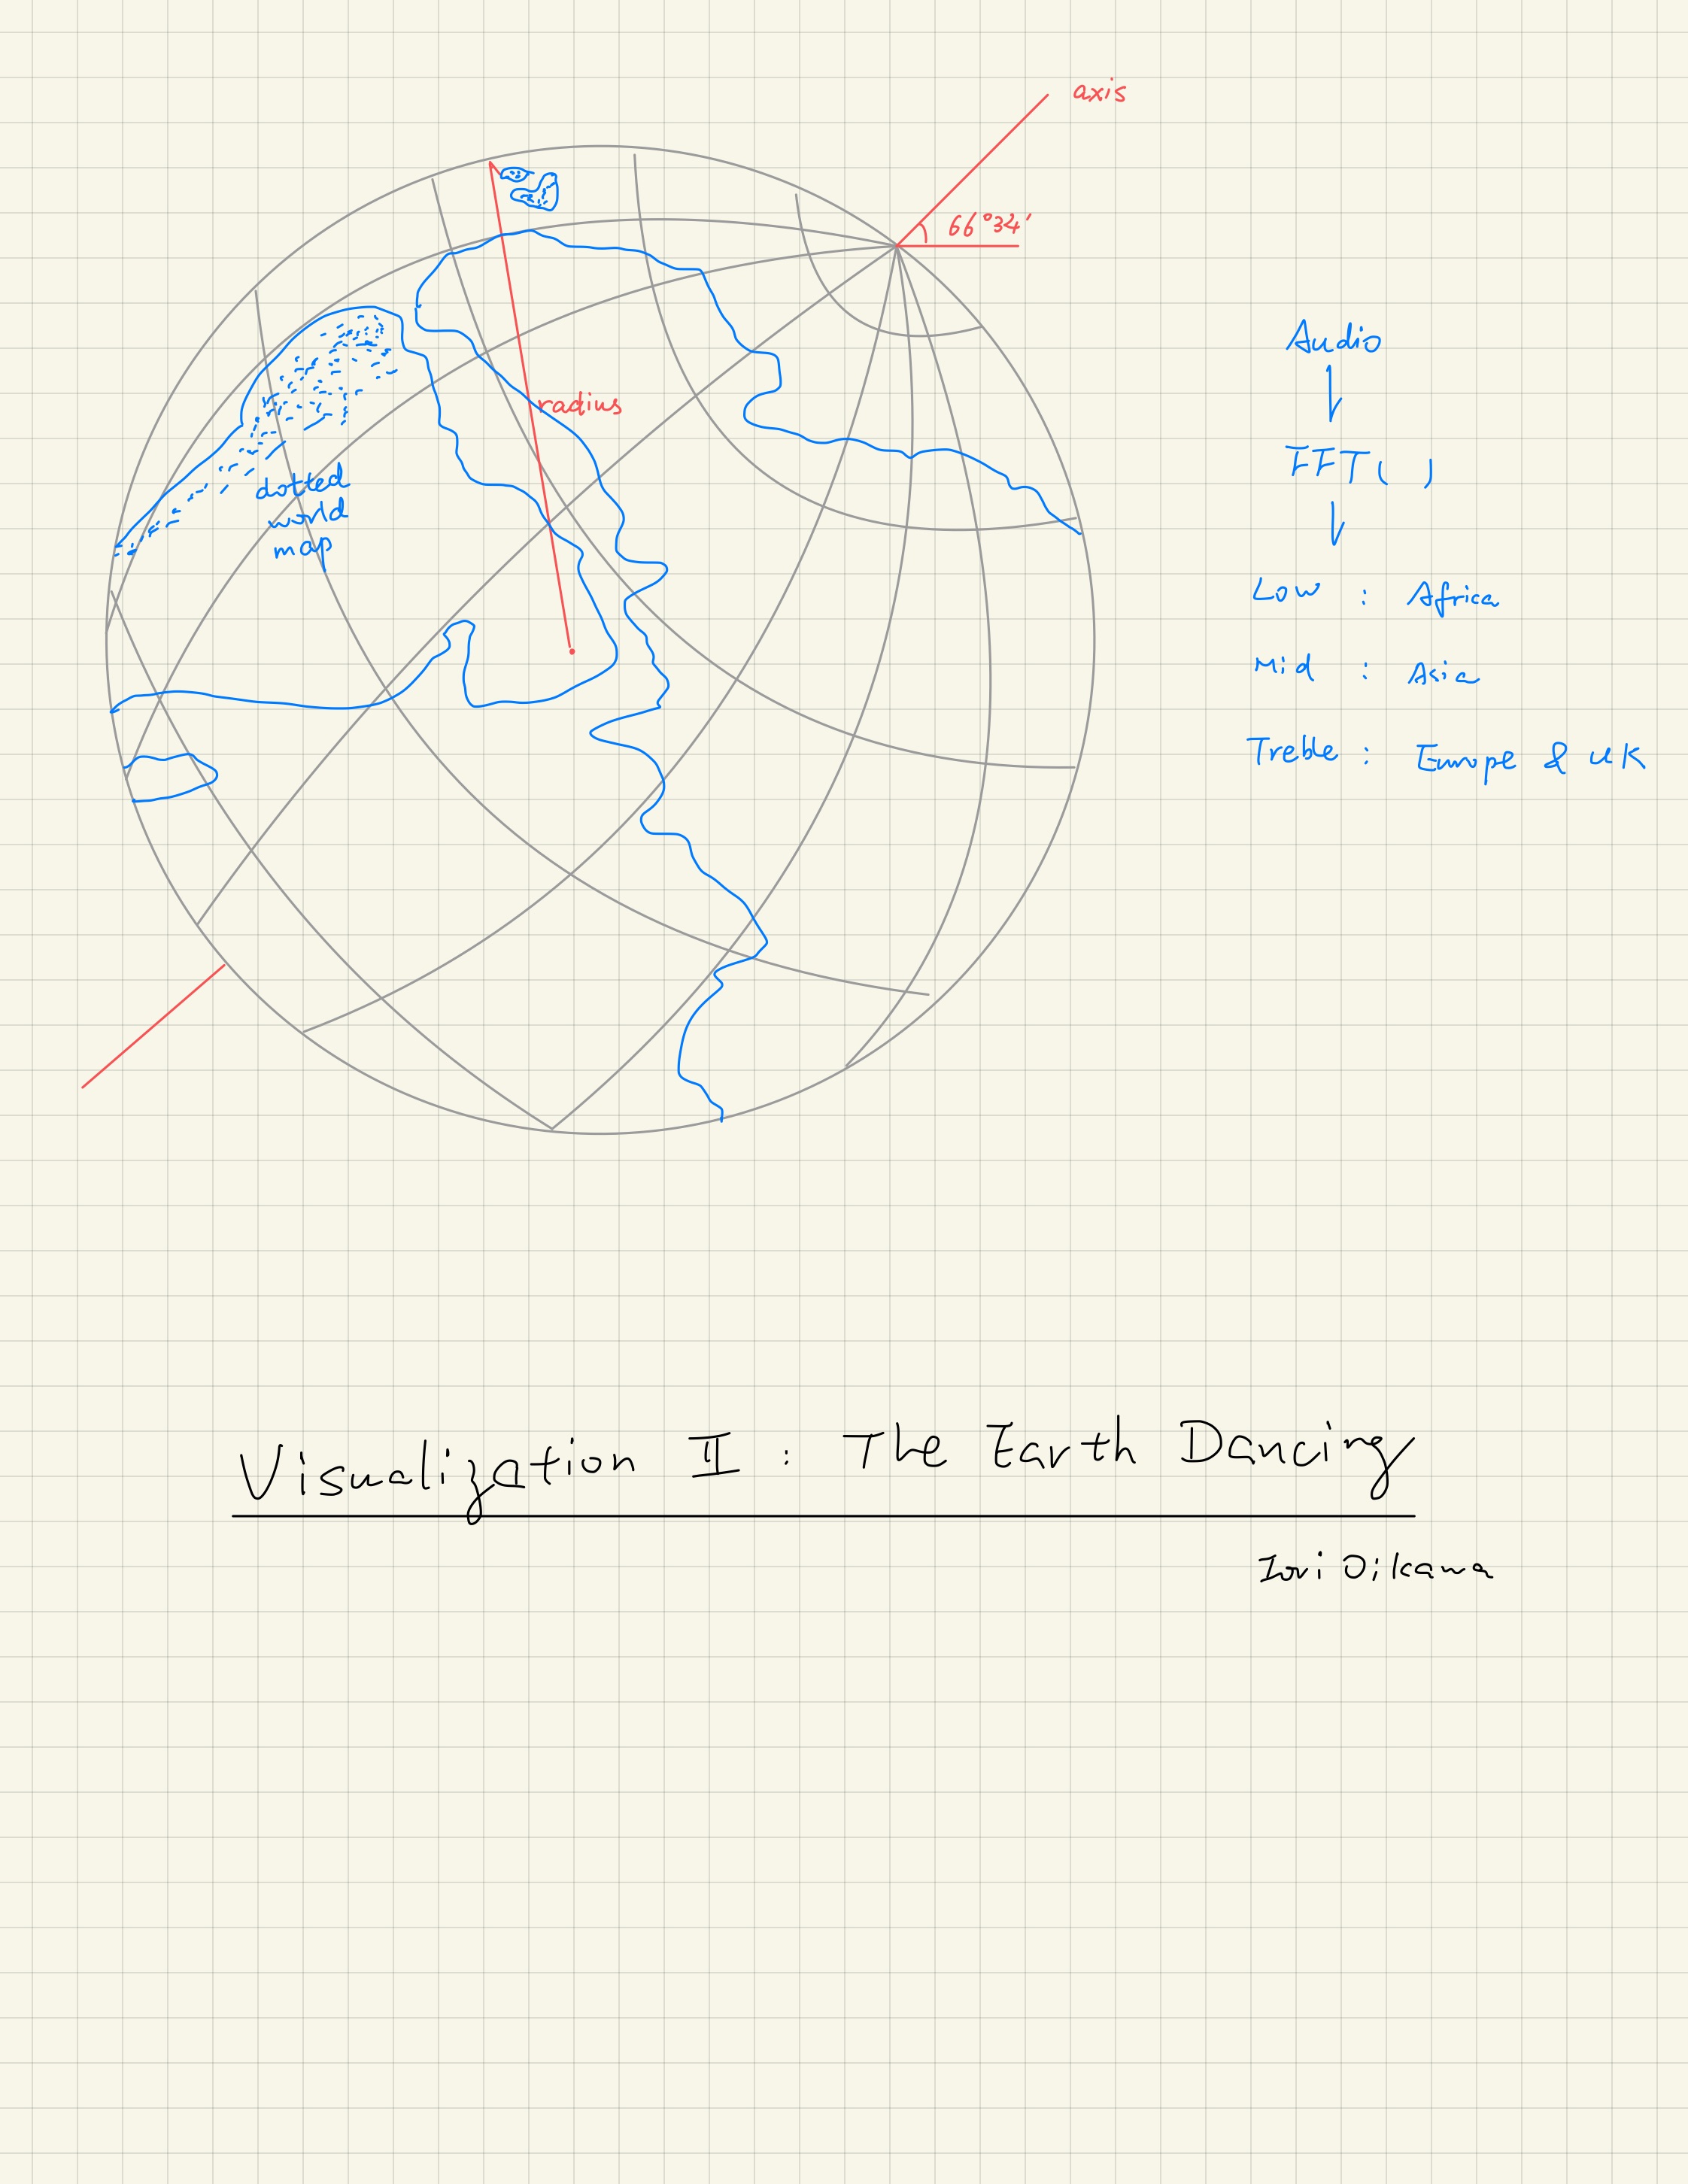 axis
66°34′
radius
dotted
world
map
Audio
FFT( )
Low : Africa
Mid : Asia
Treble : Europe & UK
Visualization II : The Earth Dancing
Iori Oikawa